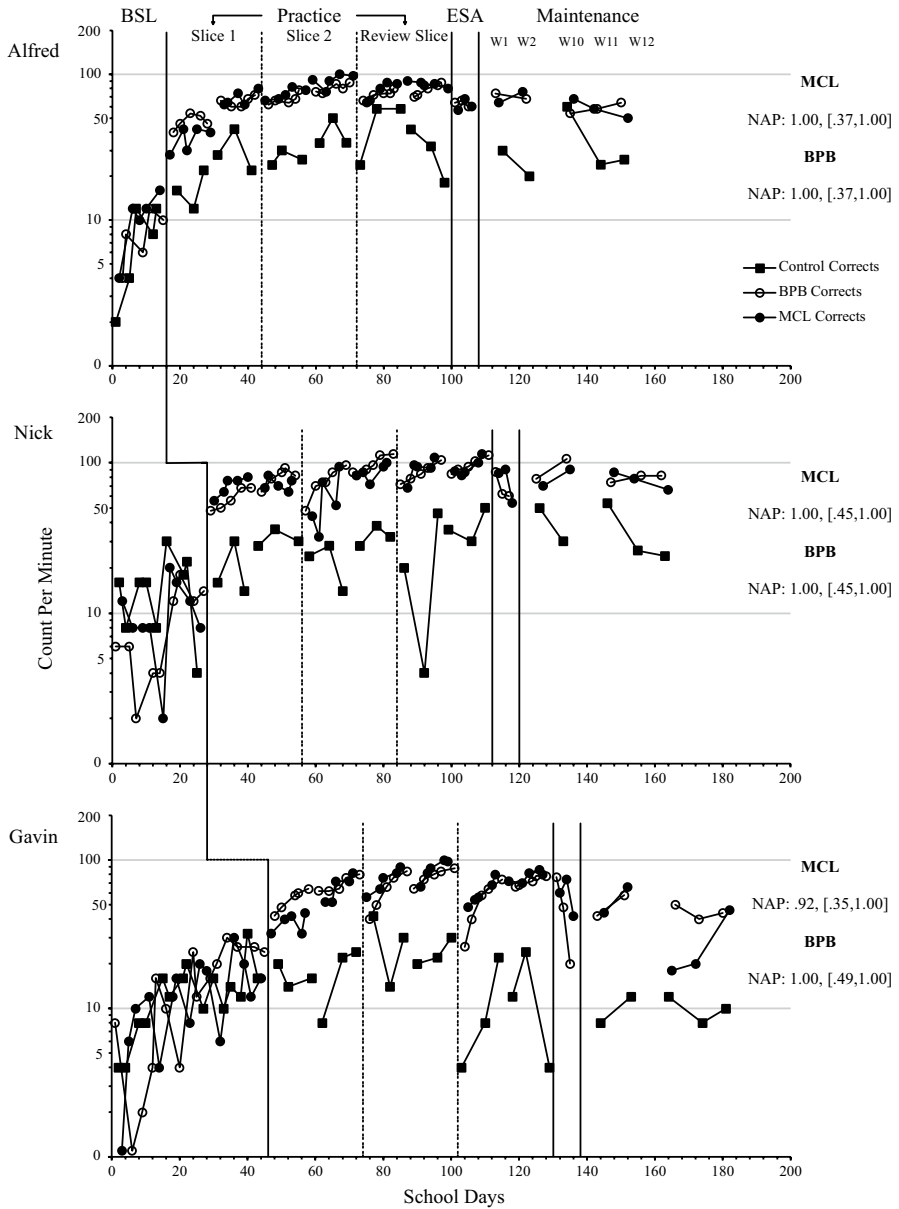 BSL Practice ESA Maintenance
Slice 1 Slice 2 Review Slice W1 W2 W10 W11 W12
Alfred
200
100
50
10
5
0
0 20 40 60 80 100 120 140 160 180 200
MCL
NAP: 1.00, [.37,1.00]
BPB
NAP: 1.00, [.37,1.00]
Control Corrects
BPB Corrects
MCL Corrects
Nick
200
100
50
10
5
0
0 20 40 60 80 100 120 140 160 180 200
MCL
NAP: 1.00, [.45,1.00]
BPB
NAP: 1.00, [.45,1.00]
Count Per Minute
Gavin
200
100
50
10
5
0
0 20 40 60 80 100 120 140 160 180 200
MCL
NAP: .92, [.35,1.00]
BPB
NAP: 1.00, [.49,1.00]
School Days